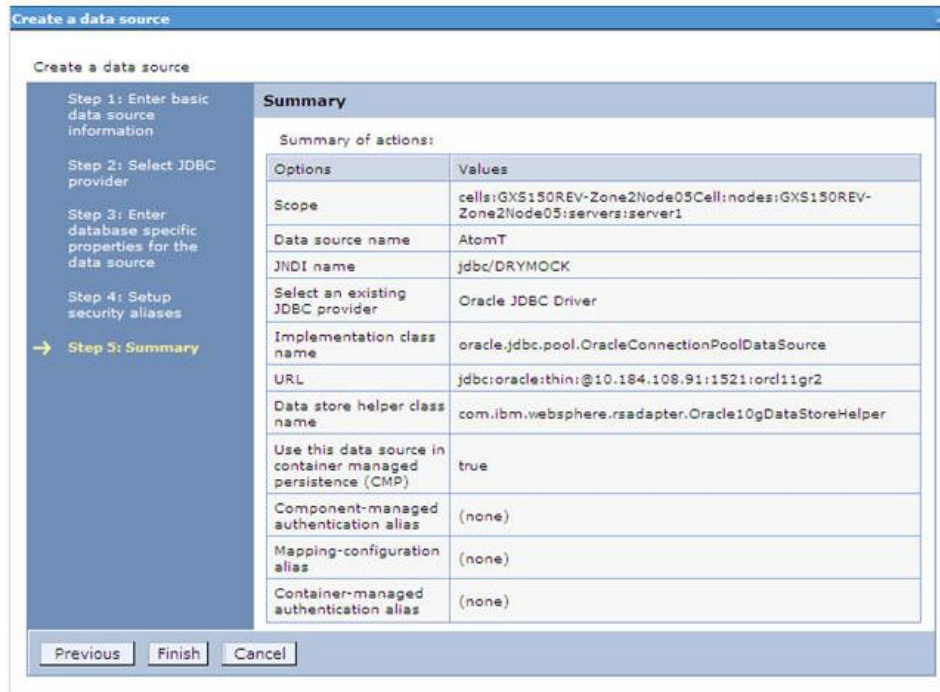 Create a data source
Create a data source
Step 1: Enter basic
data source
information
Step 2: Select JDBC
provider
Step 3: Enter
database specific
properties for the
data source
Step 4: Setup
security aliases
Step 5: Summary
Summary
Summary of actions:
Options Values
Scope cells:GXS150REV-Zone2Node05Cell:nodes:GXS150REV-
Zone2Node05:servers:server1
Data source name AtomT
JNDI name jdbc/DRYMOCK
Select an existing
JDBC provider Oracle JDBC Driver
Implementation class
name oracle.jdbc.pool.OracleConnectionPoolDataSource
URL jdbc:oracle:thin:@10.184.108.91:1521:orcl11gr2
Data store helper class
name com.ibm.websphere.rsadapter.Oracle10gDataStoreHelper
Use this data source in
container managed
persistence (CMP) true
Component-managed
authentication alias (none)
Mapping-configuration
alias (none)
Container-managed
authentication alias (none)
Previous Finish Cancel